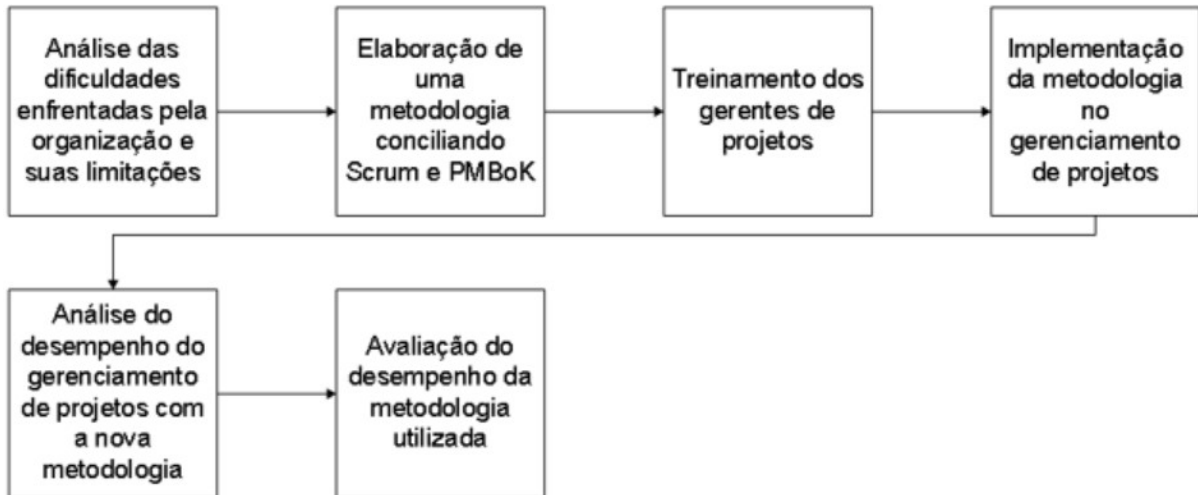 Análise das
dificuldades
enfrentadas pela
organização e
suas limitações
Elaboração de
uma
metodologia
conciliando
Scrum e PMBoK
Treinamento dos
gerentes de
projetos
Implementação
da metodologia
no
gerenciamento
de projetos
Análise do
desempenho do
gerenciamento
de projetos com
a nova
metodologia
Avaliação do
desempenho da
metodologia
utilizada